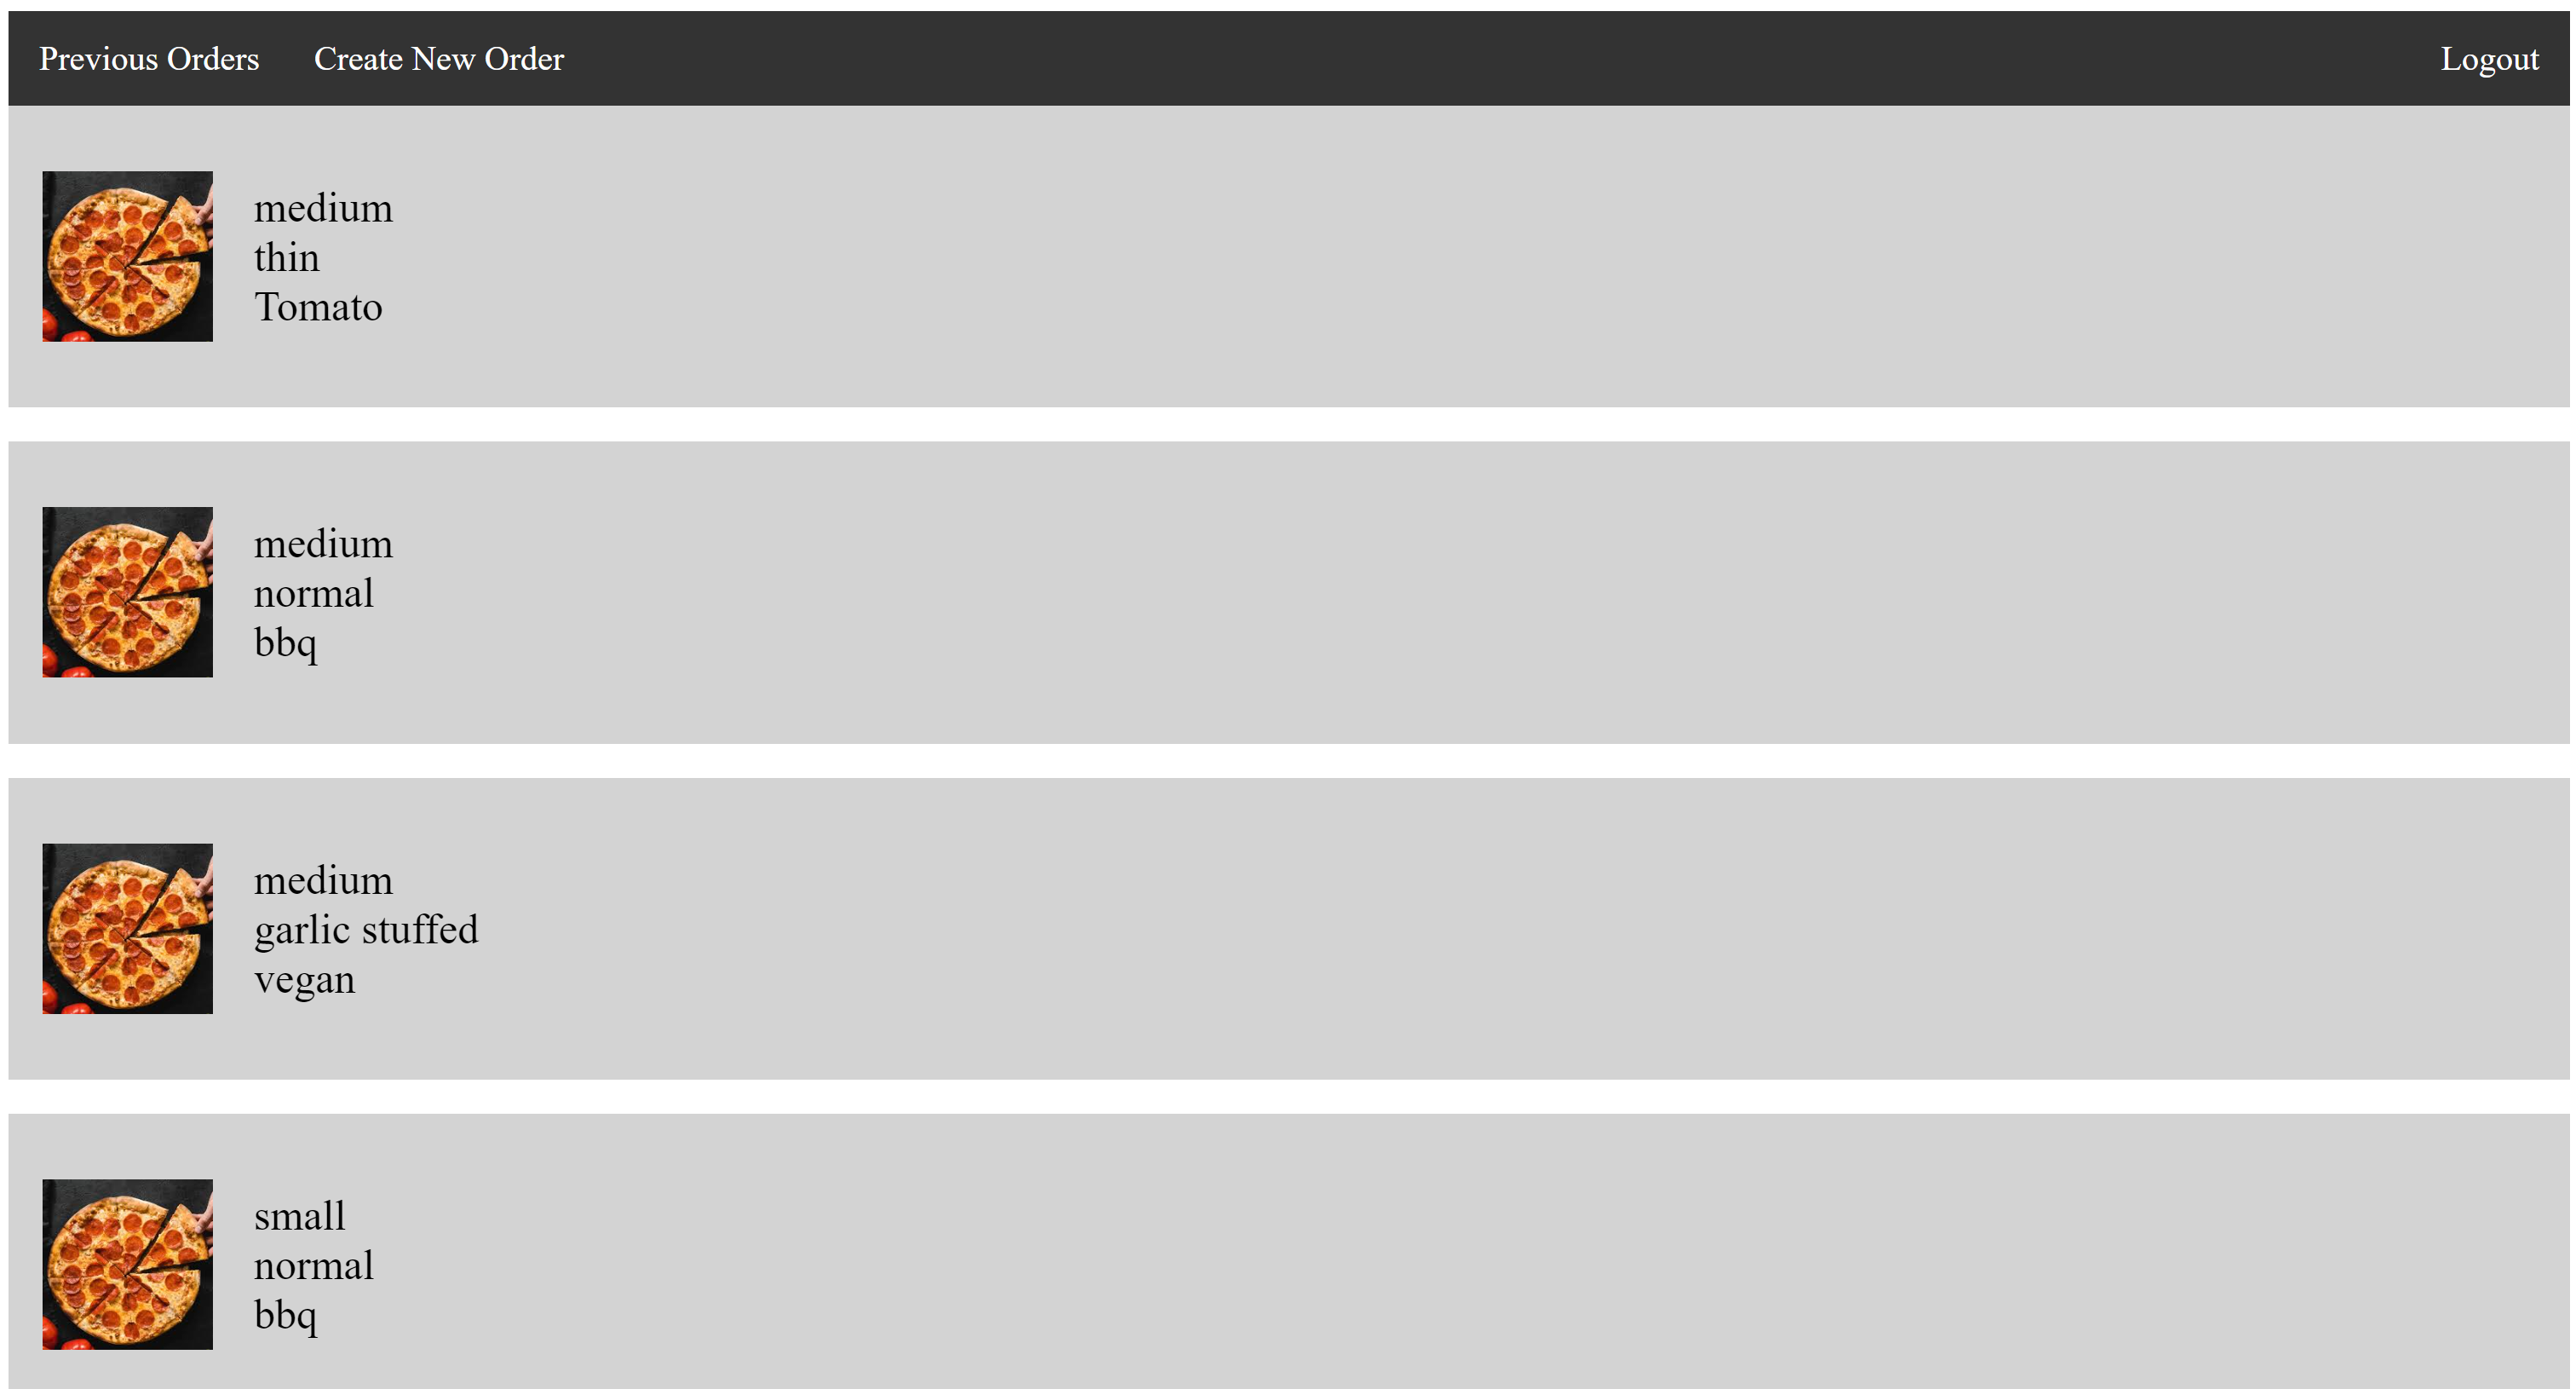 Previous Orders Create New Order Logout
medium
thin
Tomato
medium
normal
bbq
medium
garlic stuffed
vegan
small
normal
bbq